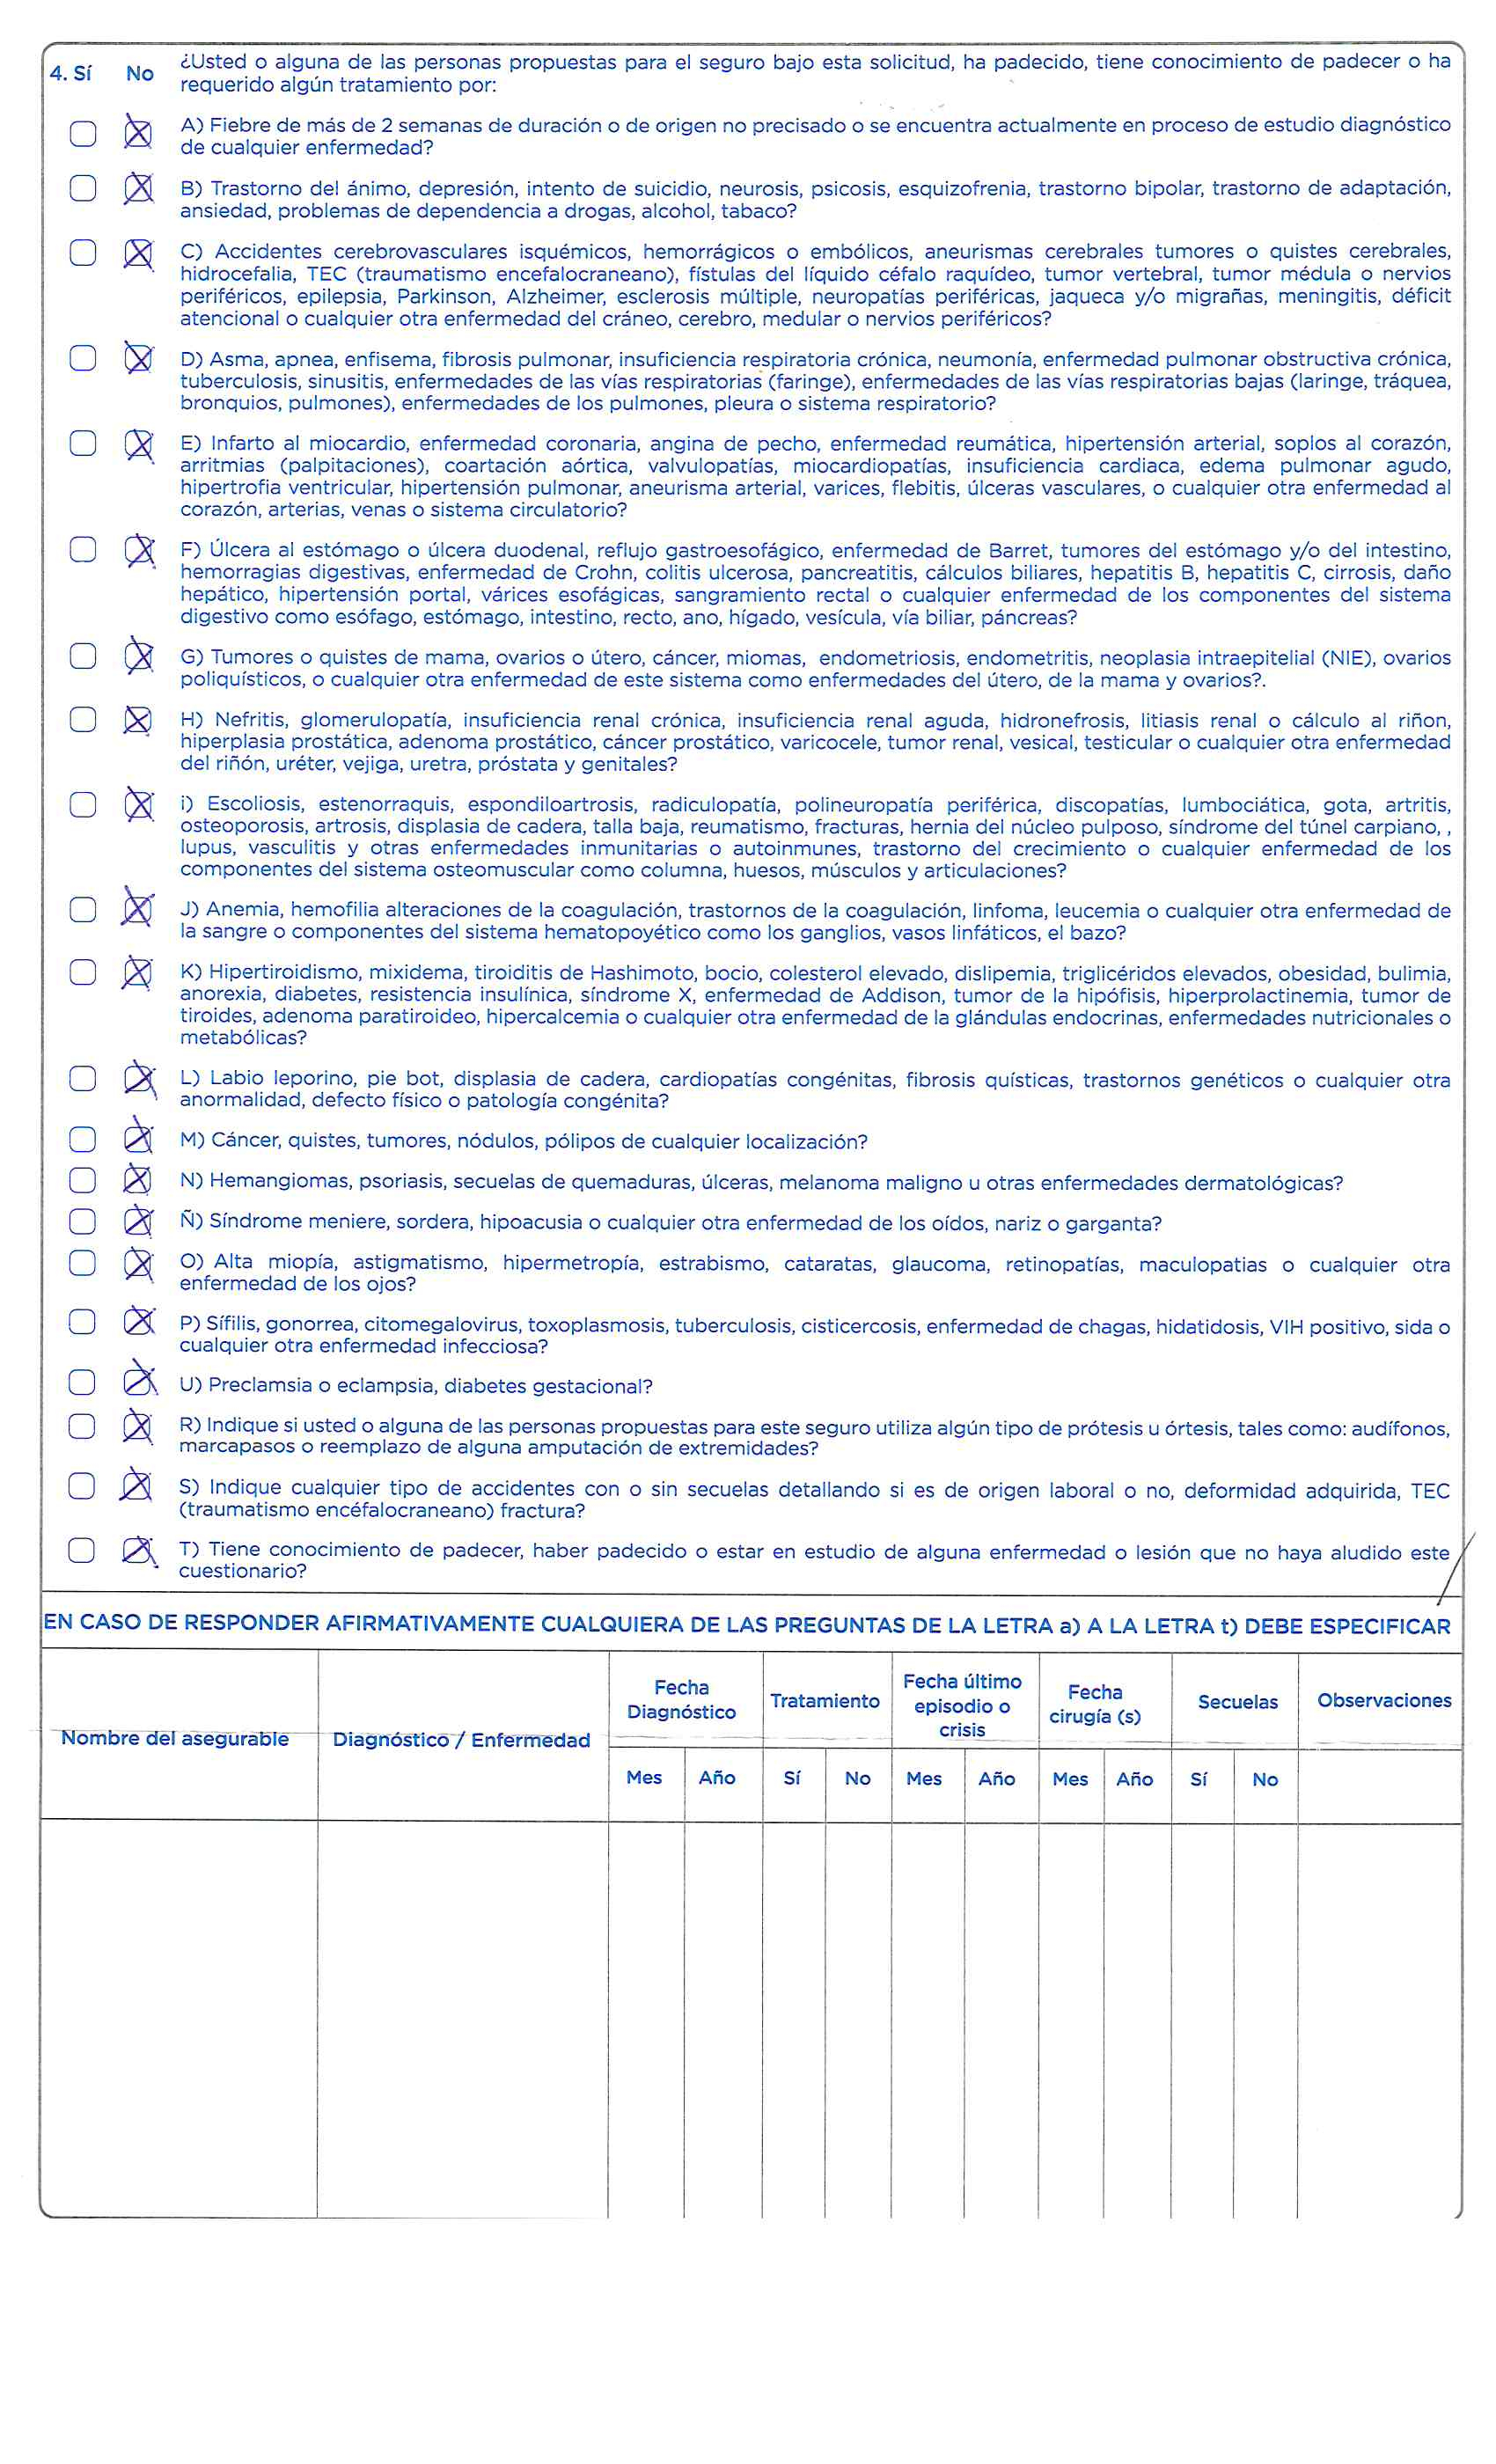 4. Sí No ¿Usted o alguna de las personas propuestas para el seguro bajo esta solicitud, ha padecido, tiene conocimiento de padecer o ha
requerido algún tratamiento por:
A) Fiebre de más de 2 semanas de duración o de origen no precisado o se encuentra actualmente en proceso de estudio diagnóstico
de cualquier enfermedad?
B) Trastorno del ánimo, depresión, intento de suicidio, neurosis, psicosis, esquizofrenia, trastorno bipolar, trastorno de adaptación,
ansiedad, problemas de dependencia a drogas, alcohol, tabaco?
C) Accidentes cerebrovasculares isquémicos, hemorrágicos o embólicos, aneurismas cerebrales tumores o quistes cerebrales,
hidrocefalia, TEC (traumatismo encefalocraneano), fístulas del líquido céfalo raquídeo, tumor vertebral, tumor médula o nervios
periféricos, epilepsia, Parkinson, Alzheimer, esclerosis múltiple, neuropatías periféricas, jaqueca y/o migrañas, meningitis, déficit
atencional o cualquier otra enfermedad del cráneo, cerebro, medular o nervios periféricos?
D) Asma, apnea, enfisema, fibrosis pulmonar, insuficiencia respiratoria crónica, neumonía, enfermedad pulmonar obstructiva crónica,
tuberculosis, sinusitis, enfermedades de las vías respiratorias (faringe), enfermedades de las vías respiratorias bajas (laringe, tráquea,
bronquios, pulmones), enfermedades de los pulmones, pleura o sistema respiratorio?
E) Infarto al miocardio, enfermedad coronaria, angina de pecho, enfermedad reumática, hipertensión arterial, soplos al corazón,
arritmias (palpitaciones), coartación aórtica, valvulopatías, miocardiopatías, insuficiencia cardiaca, edema pulmonar agudo,
hipertrofia ventricular, hipertensión pulmonar, aneurisma arterial, varices, flebitis, úlceras vasculares, o cualquier otra enfermedad al
corazón, arterias, venas o sistema circulatorio?
F) Úlcera al estómago o úlcera duodenal, reflujo gastroesofágico, enfermedad de Barret, tumores del estómago y/o del intestino,
hemorragias digestivas, enfermedad de Crohn, colitis ulcerosa, pancreatitis, cálculos biliares, hepatitis B, hepatitis C, cirrosis, daño
hepático, hipertensión portal, várices esofágicas, sangramiento rectal o cualquier enfermedad de los componentes del sistema
digestivo como esófago, estómago, intestino, recto, ano, hígado, vesícula, vía biliar, páncreas?
G) Tumores o quistes de mama, ovarios o útero, cáncer, miomas, endometriosis, endometritis, neoplasia intraepitelial (NIE), ovarios
poliquísticos, o cualquier otra enfermedad de este sistema como enfermedades del útero, de la mama y ovarios?.
H) Nefritis, glomerulopatía, insuficiencia renal crónica, insuficiencia renal aguda, hidronefrosis, litiasis renal o cálculo al riñon,
hiperplasia prostática, adenoma prostático, cáncer prostático, varicocele, tumor renal, vesical, testicular o cualquier otra enfermedad
del riñón, uréter, vejiga, uretra, próstata y genitales?
i) Escoliosis, estenorraquis, espondiloartrosis, radiculopatía, polineuropatía periférica, discopatías, lumbociática, gota, artritis,
osteoporosis, artrosis, displasia de cadera, talla baja, reumatismo, fracturas, hernia del núcleo pulposo, síndrome del túnel carpiano, ,
lupus, vasculitis y otras enfermedades inmunitarias o autoinmunes, trastorno del crecimiento o cualquier enfermedad de los
componentes del sistema osteomuscular como columna, huesos, músculos y articulaciones?
J) Anemia, hemofilia alteraciones de la coagulación, trastornos de la coagulación, linfoma, leucemia o cualquier otra enfermedad de
la sangre o componentes del sistema hematopoyético como los ganglios, vasos linfáticos, el bazo?
K) Hipertiroidismo, mixidema, tiroiditis de Hashimoto, bocio, colesterol elevado, dislipemia, triglicéridos elevados, obesidad, bulimia,
anorexia, diabetes, resistencia insulínica, síndrome X, enfermedad de Addison, tumor de la hipófisis, hiperprolactinemia, tumor de
tiroides, adenoma paratiroideo, hipercalcemia o cualquier otra enfermedad de la glándulas endocrinas, enfermedades nutricionales o
metabólicas?
L) Labio leporino, pie bot, displasia de cadera, cardiopatías congénitas, fibrosis quísticas, trastornos genéticos o cualquier otra
anormalidad, defecto físico o patología congénita?
M) Cáncer, quistes, tumores, nódulos, pólipos de cualquier localización?
N) Hemangiomas, psoriasis, secuelas de quemaduras, úlceras, melanoma maligno u otras enfermedades dermatológicas?
Ñ) Síndrome meniere, sordera, hipoacusia o cualquier otra enfermedad de los oídos, nariz o garganta?
O) Alta miopía, astigmatismo, hipermetropía, estrabismo, cataratas, glaucoma, retinopatías, maculopatias o cualquier otra
enfermedad de los ojos?
P) Sífilis, gonorrea, citomegalovirus, toxoplasmosis, tuberculosis, cisticercosis, enfermedad de chagas, hidatidosis, VIH positivo, sida o
cualquier otra enfermedad infecciosa?
U) Preclamsia o eclampsia, diabetes gestacional?
R) Indique si usted o alguna de las personas propuestas para este seguro utiliza algún tipo de prótesis u órtesis, tales como: audífonos,
marcapasos o reemplazo de alguna amputación de extremidades?
S) Indique cualquier tipo de accidentes con o sin secuelas detallando si es de origen laboral o no, deformidad adquirida, TEC
(traumatismo encéfalocraneano) fractura?
T) Tiene conocimiento de padecer, haber padecido o estar en estudio de alguna enfermedad o lesión que no haya aludido este
cuestionario?
EN CASO DE RESPONDER AFIRMATIVAMENTE CUALQUIERA DE LAS PREGUNTAS DE LA LETRA a) A LA LETRA t) DEBE ESPECIFICAR
Nombre del asegurable
Diagnóstico / Enfermedad
Fecha
Diagnóstico
Tratamiento
Fecha último
episodio o
crisis
Fecha
cirugía (s)
Secuelas
Observaciones
Mes Año Sí No Mes Año Mes Año Sí No